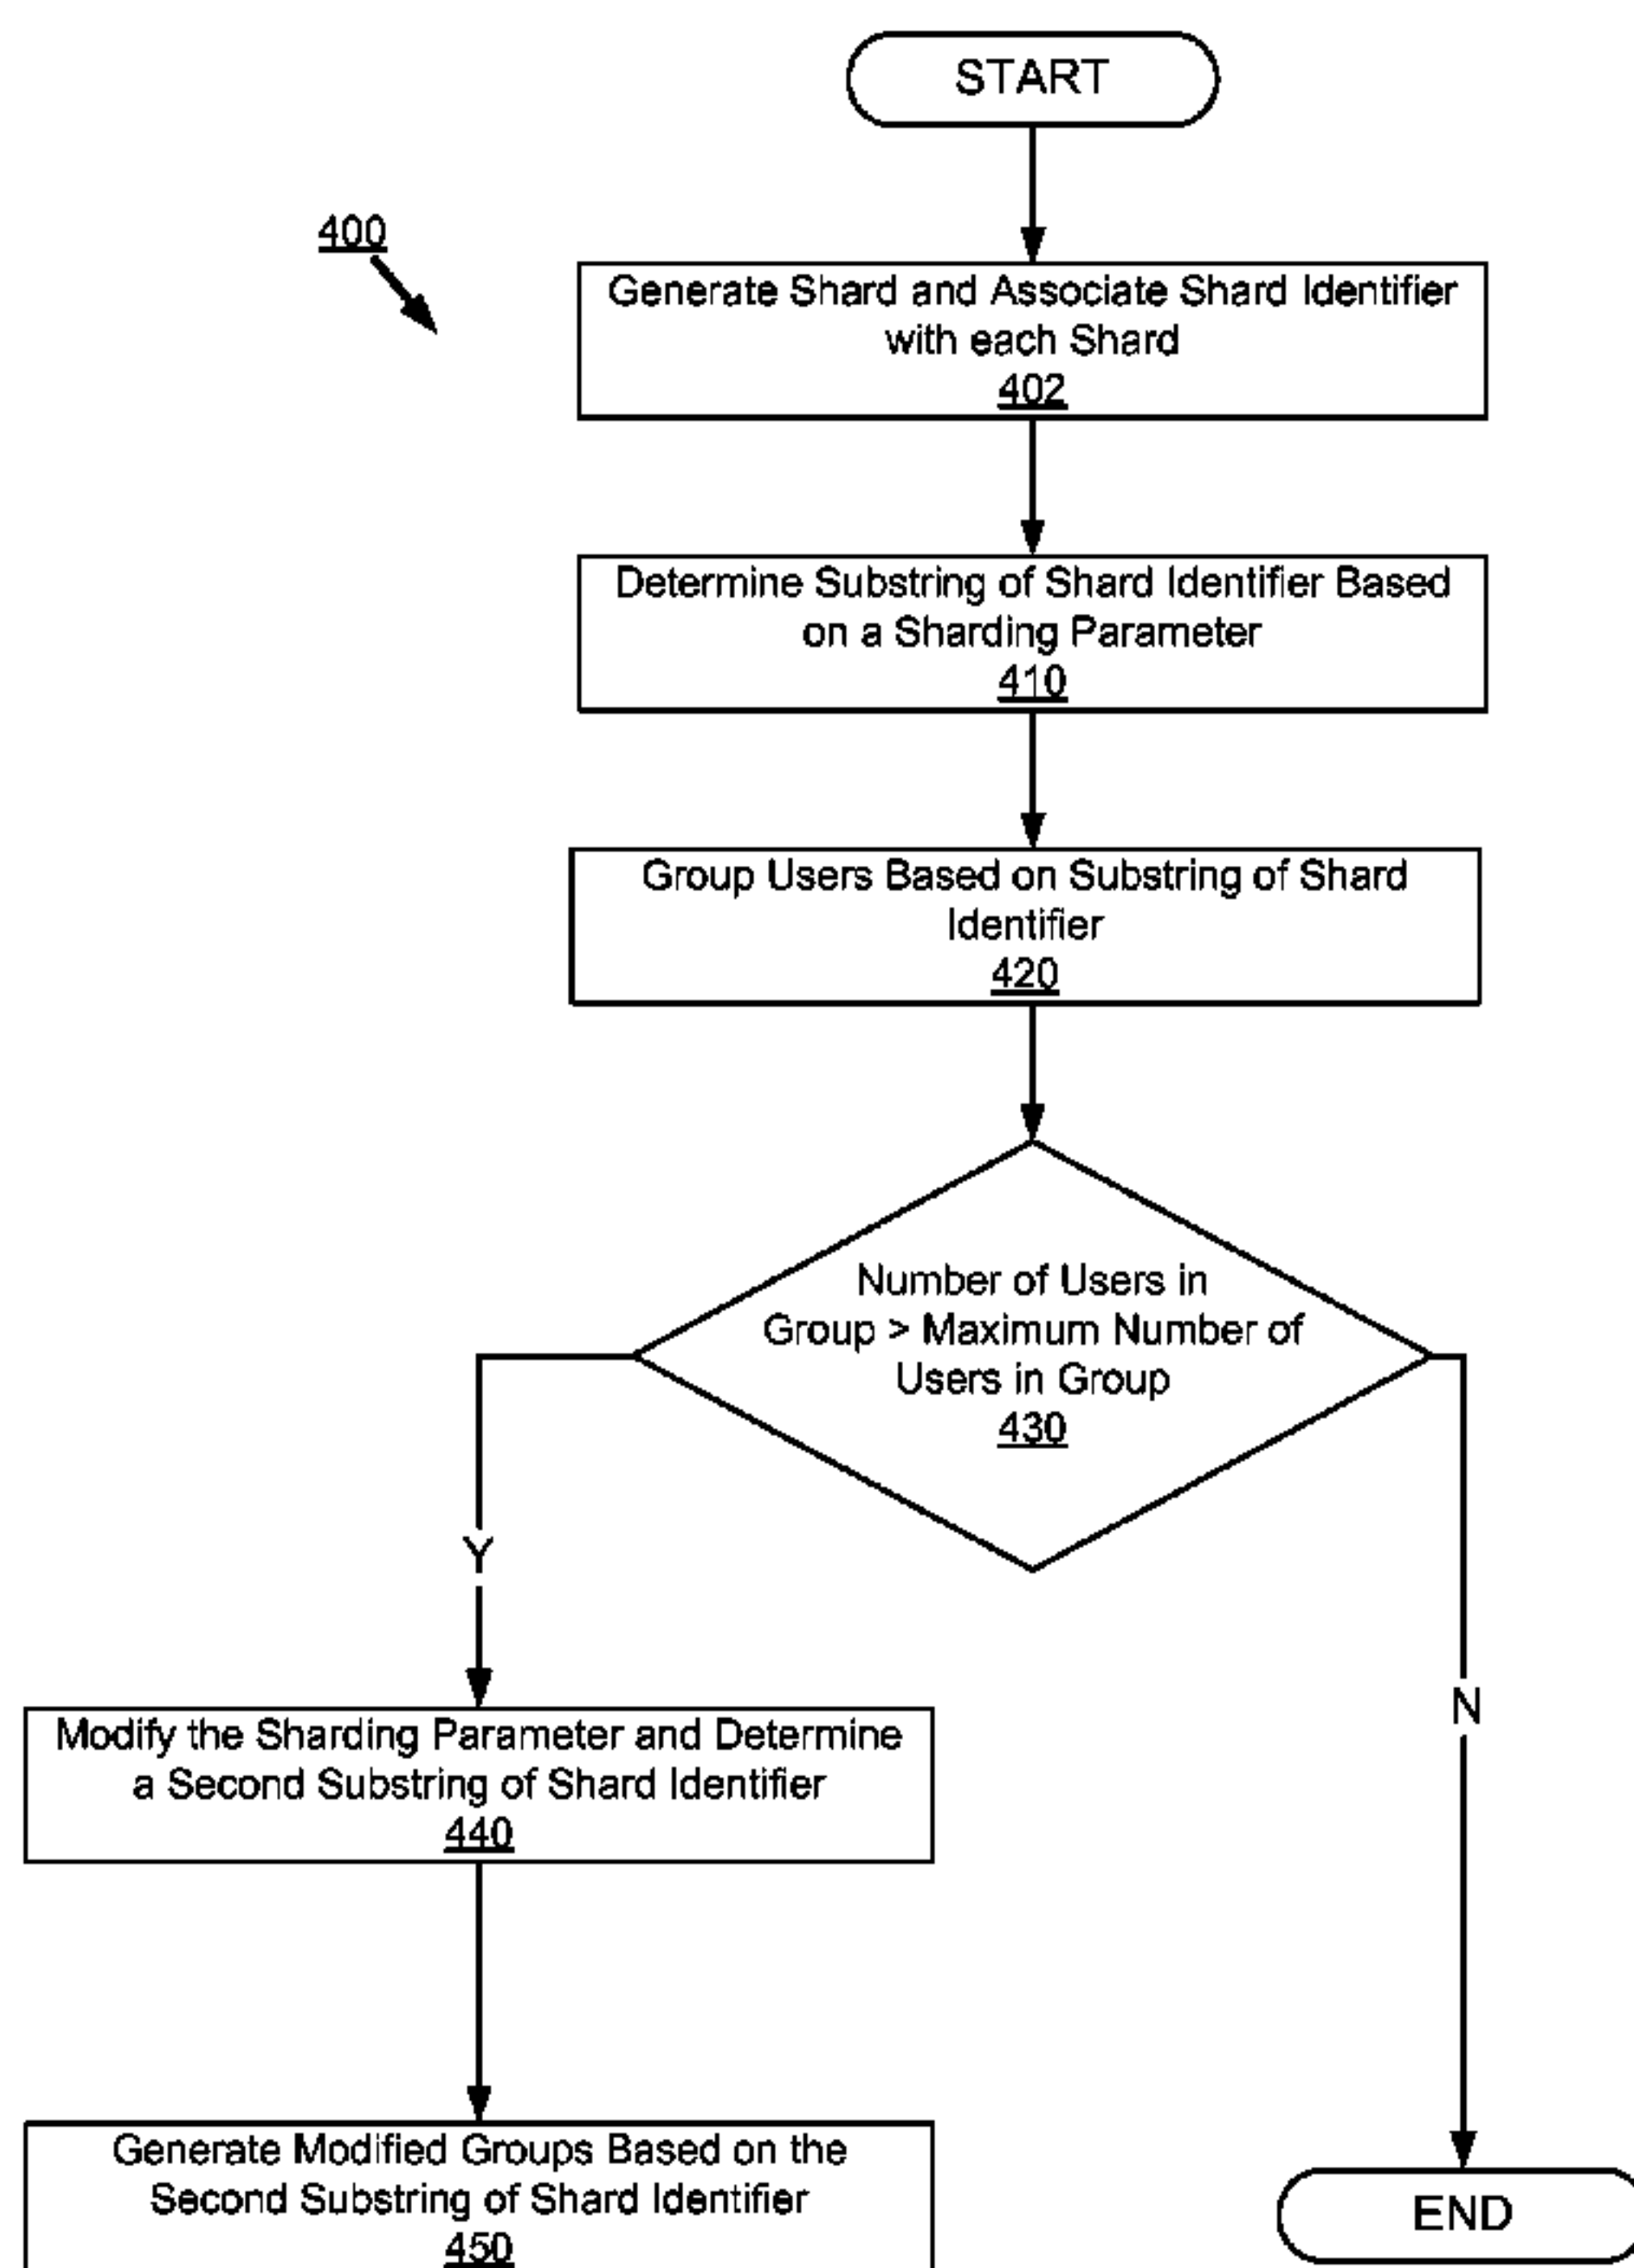 START
400
Generate Shard and Associate Shard Identifier
with each Shard
402
Determine Substring of Shard Identifier Based
on a Sharding Parameter
410
Group Users Based on Substring of Shard
Identifier
420
Number of Users in
Group > Maximum Number of
Users in Group
430
Y
N
Modify the Sharding Parameter and Determine
a Second Substring of Shard Identifier
440
Generate Modified Groups Based on the
Second Substring of Shard Identifier
450
END